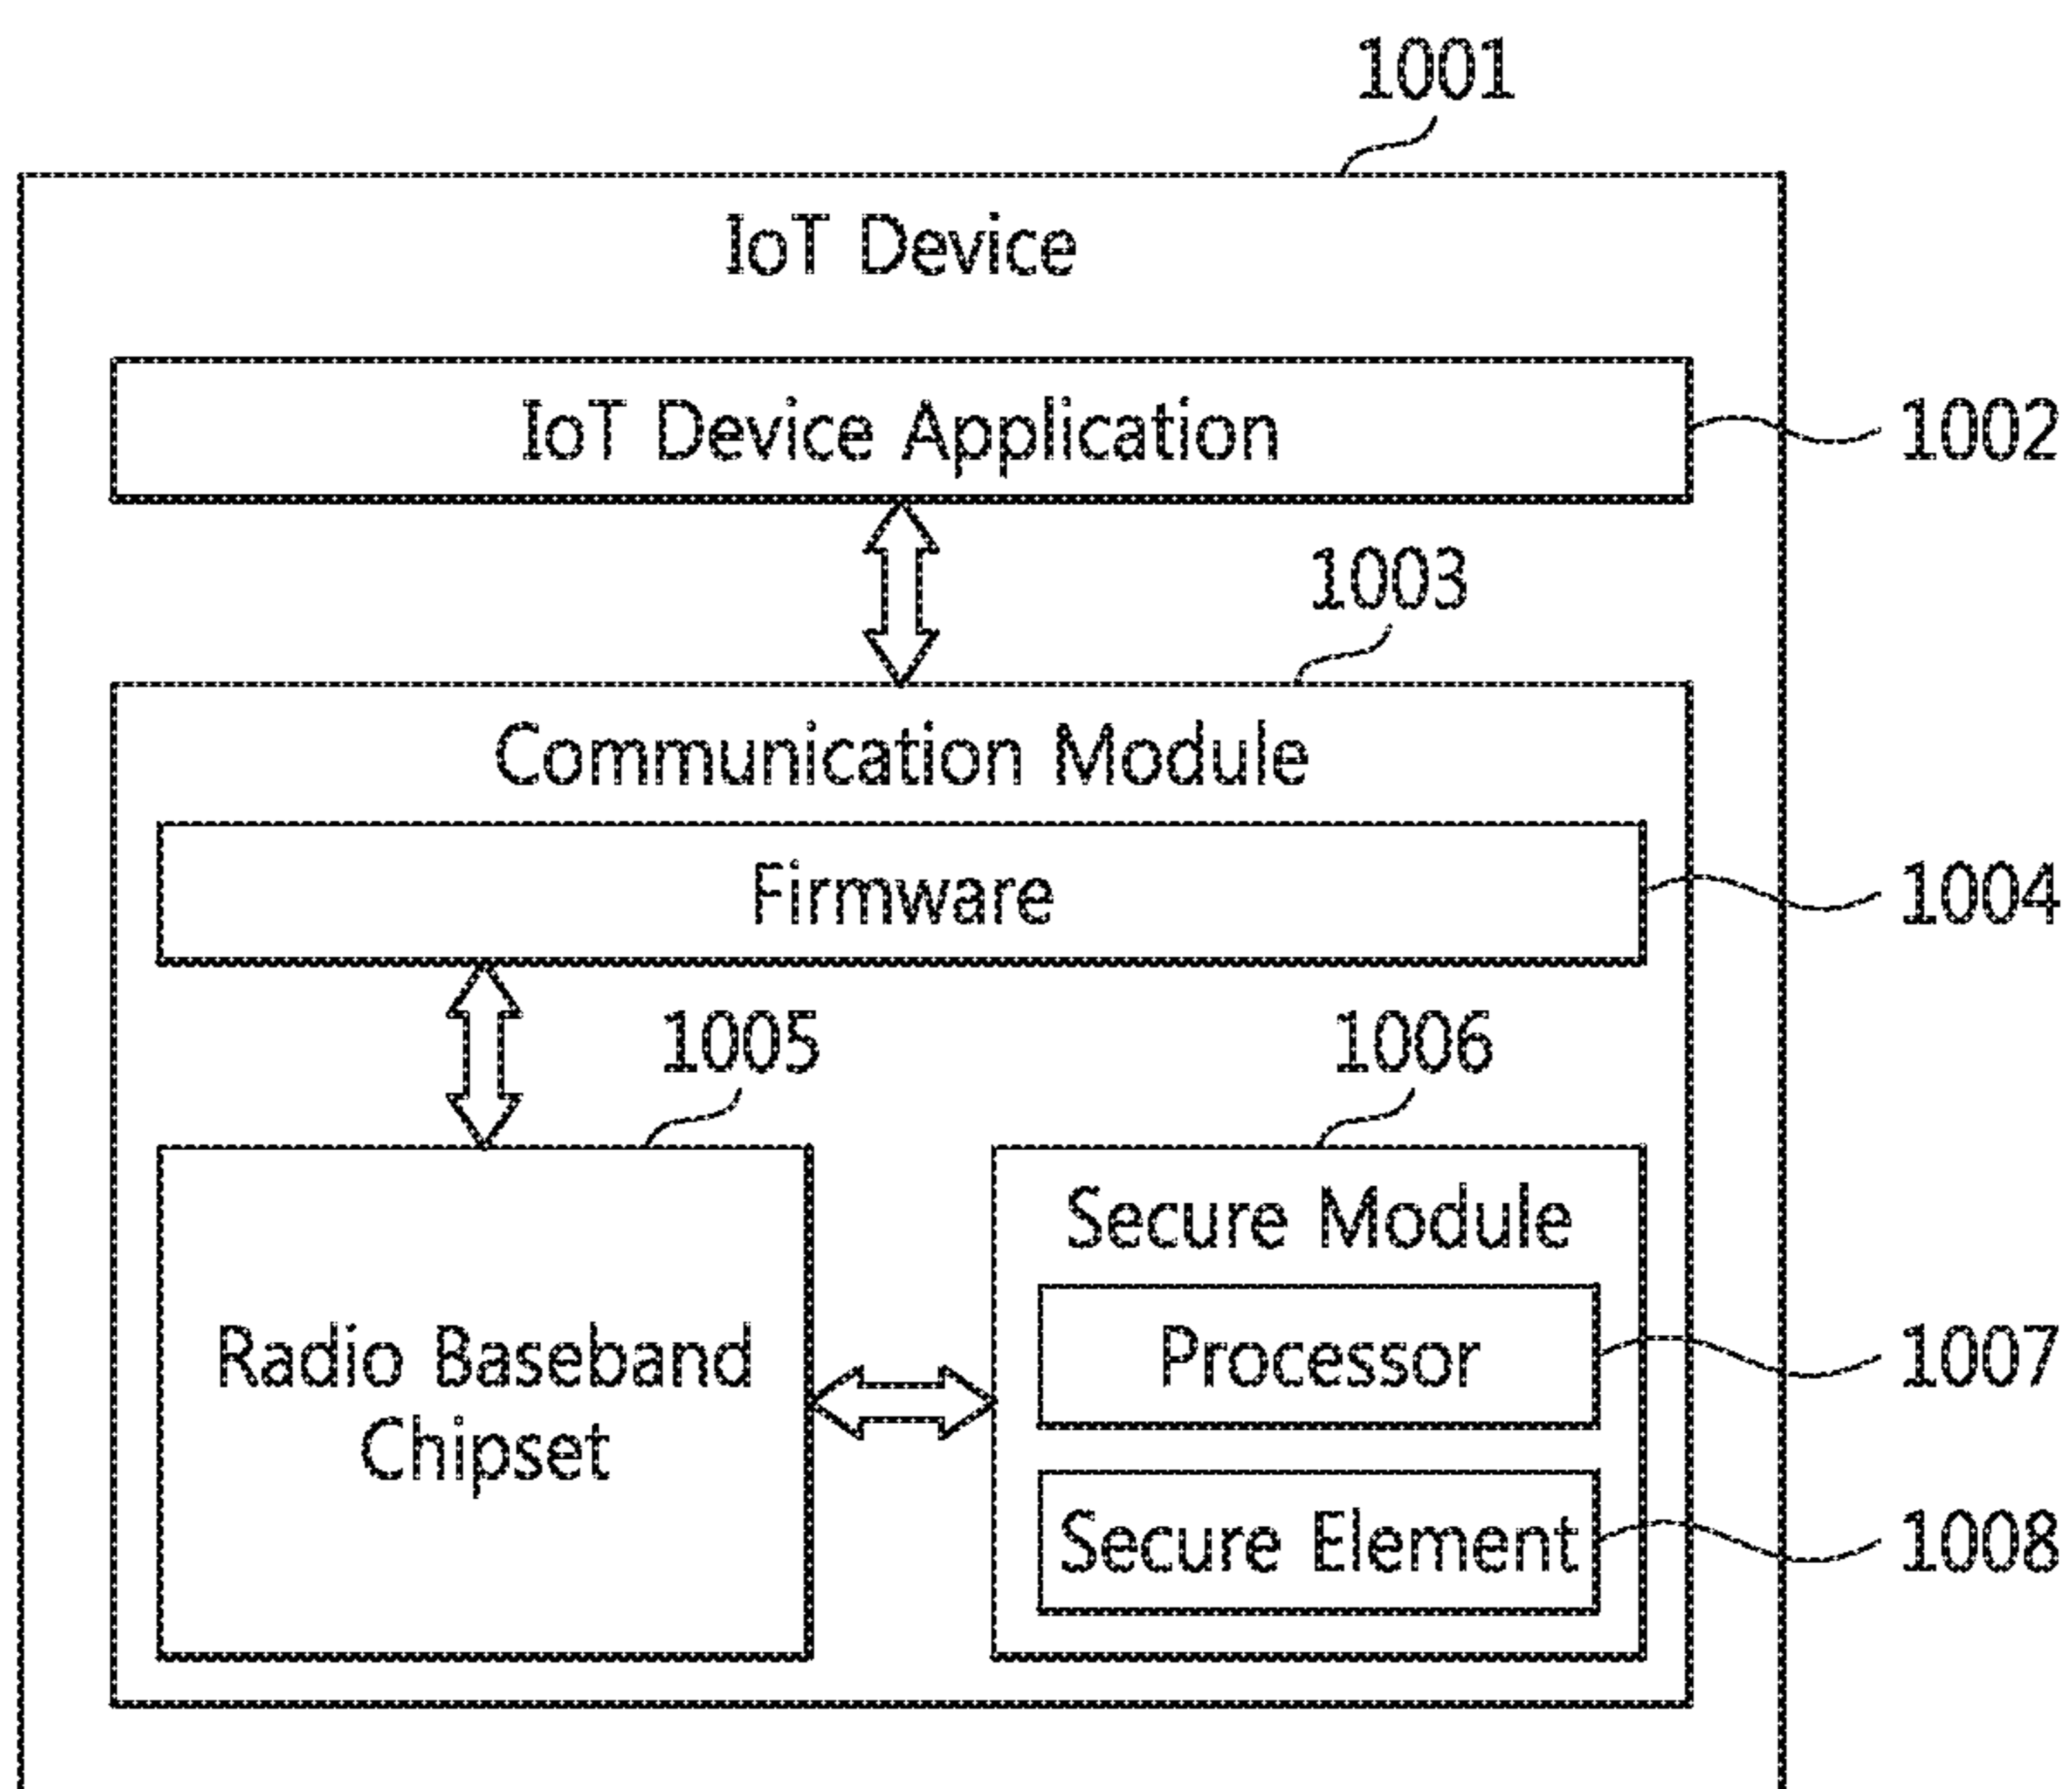 1001
IoT Device
IoT Device Application
1002
1003
Communication Module
Firmware
1004
1005
1006
Secure Module
Radio Baseband
Chipset
Processor
1007
Secure Element
1008